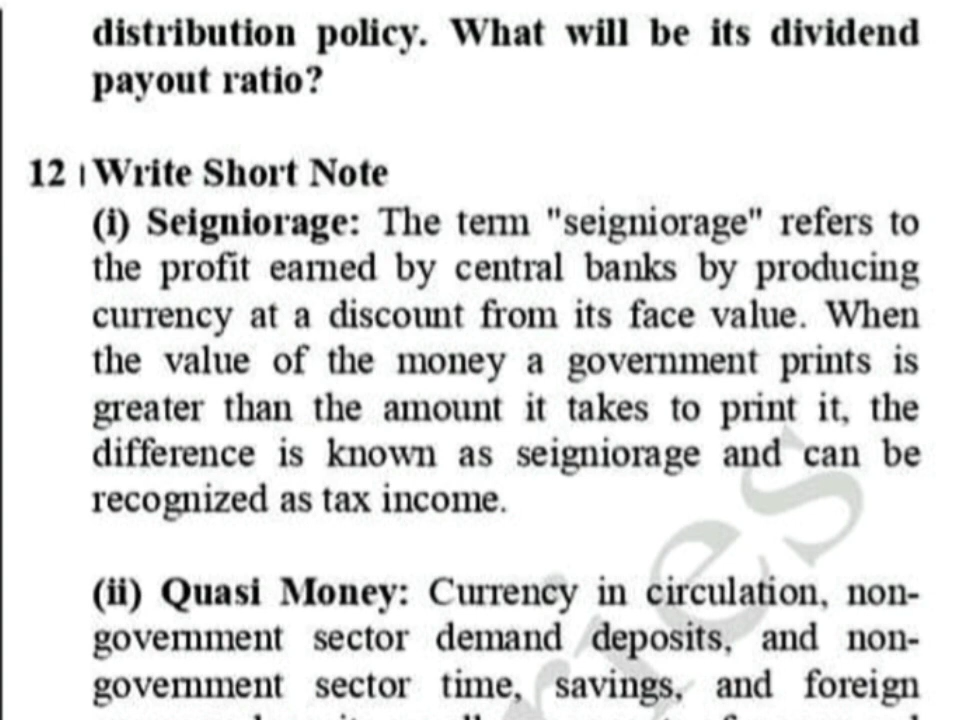 distribution policy. What will be its dividend
payout ratio?
12 Write Short Note
(i) Seigniorage: The term "seigniorage" refers to
the profit earned by central banks by producing
currency at a discount from its face value. When
the value of the money a government prints is
greater than the amount it takes to print it, the
difference is known as seigniorage and can be
recognized as tax income.
(ii) Quasi Money: Currency in circulation, non-
government sector demand deposits, and non-
government sector time, savings, and foreign